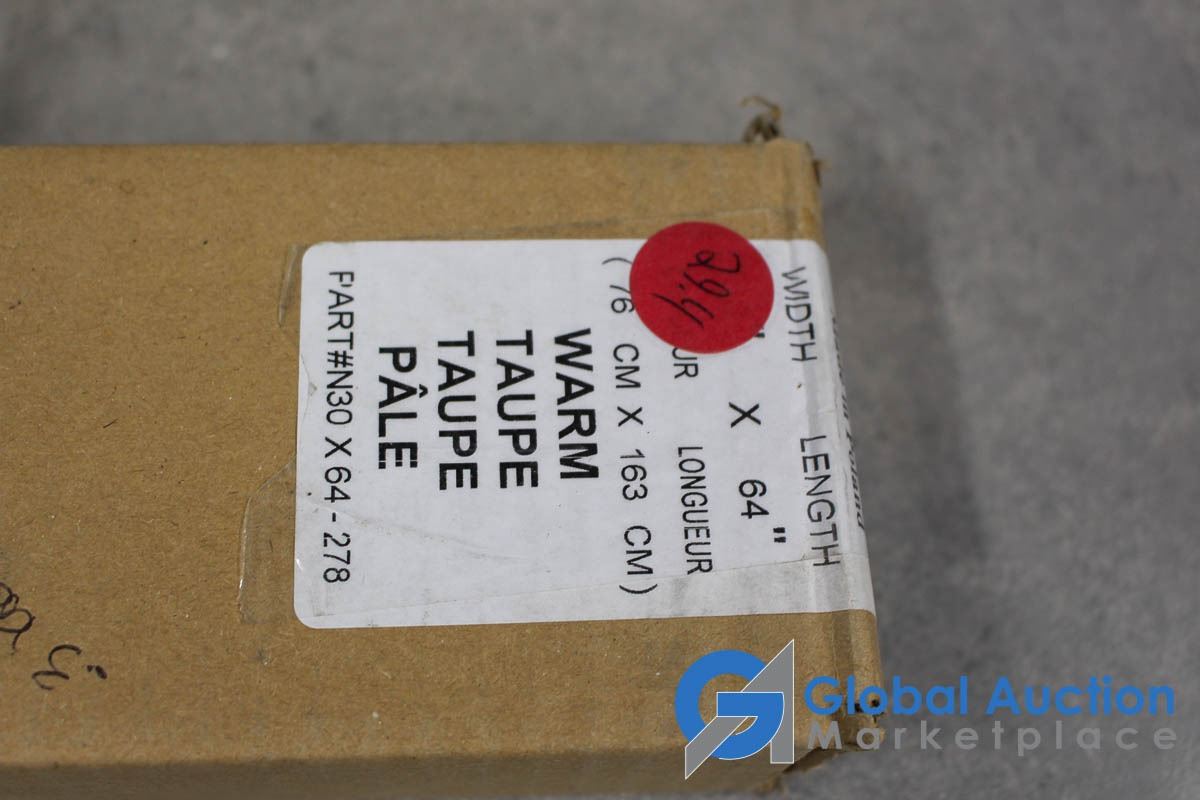 WIDTH LENGTH
" X 64"
UR LONGUEUR
( 76 CM X 163 CM)
WARM
TAUPE
TAUPE
PÂLE
PART#N30 X 64 - 278
Global Auction
Marketplace